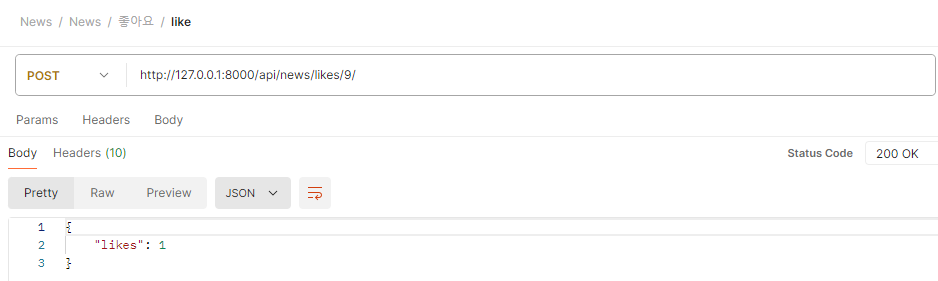 News / News / 좋아요 / like
POST http://127.0.0.1:8000/api/news/likes/9/
Params Headers Body
Body Headers (10) Status Code 200 OK
Pretty Raw Preview JSON
1 {
2 "likes": 1
3 }